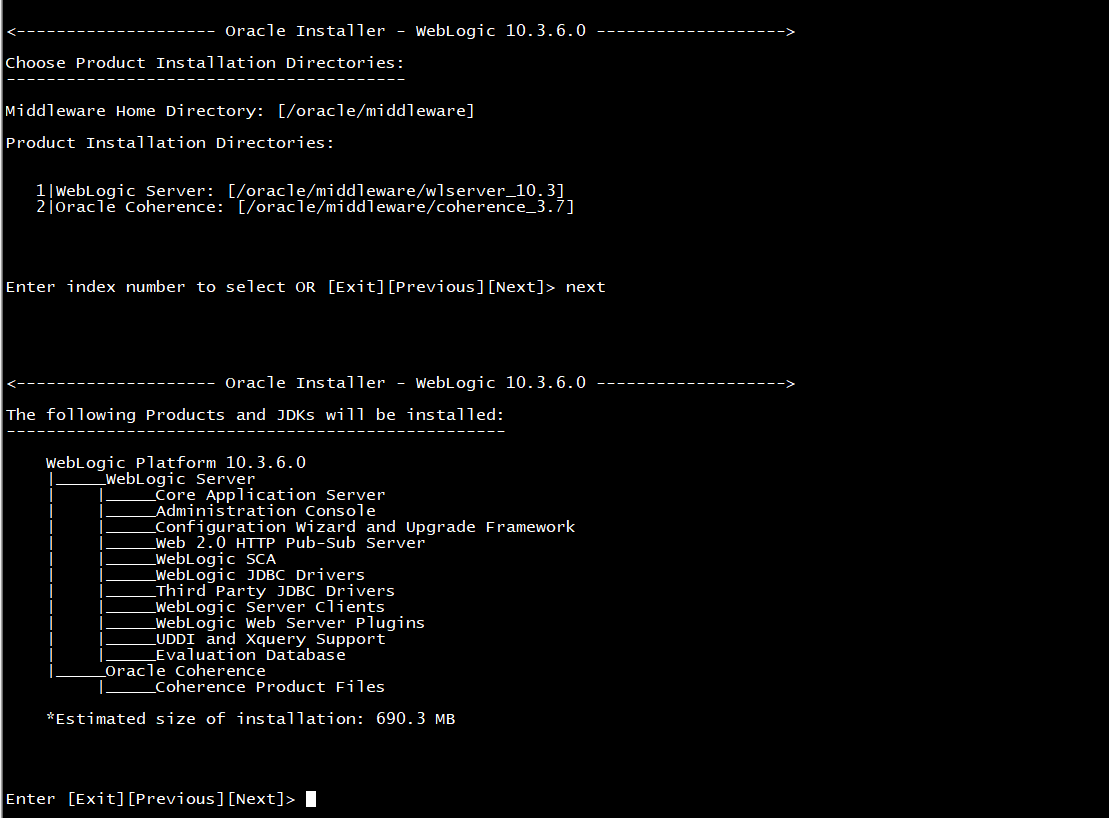 <-------------------- Oracle Installer - WebLogic 10.3.6.0 ------------------->
Choose Product Installation Directories:
----------------------------------------
Middleware Home Directory: [/oracle/middleware]
Product Installation Directories:
1|WebLogic Server: [/oracle/middleware/wlserver_10.3]
2|Oracle Coherence: [/oracle/middleware/coherence_3.7]
Enter index number to select OR [Exit][Previous][Next]> next
<-------------------- Oracle Installer - WebLogic 10.3.6.0 ------------------->
The following Products and JDKs will be installed:
--------------------------------------------------
WebLogic Platform 10.3.6.0
|_____WebLogic Server
|    |_____Core Application Server
|    |_____Administration Console
|    |_____Configuration Wizard and Upgrade Framework
|    |_____Web 2.0 HTTP Pub-Sub Server
|    |_____WebLogic SCA
|    |_____WebLogic JDBC Drivers
|    |_____Third Party JDBC Drivers
|    |_____WebLogic Server Clients
|    |_____WebLogic Web Server Plugins
|    |_____UDDI and Xquery Support
|    |_____Evaluation Database
|_____Oracle Coherence
     |_____Coherence Product Files
*Estimated size of installation: 690.3 MB
Enter [Exit][Previous][Next]>